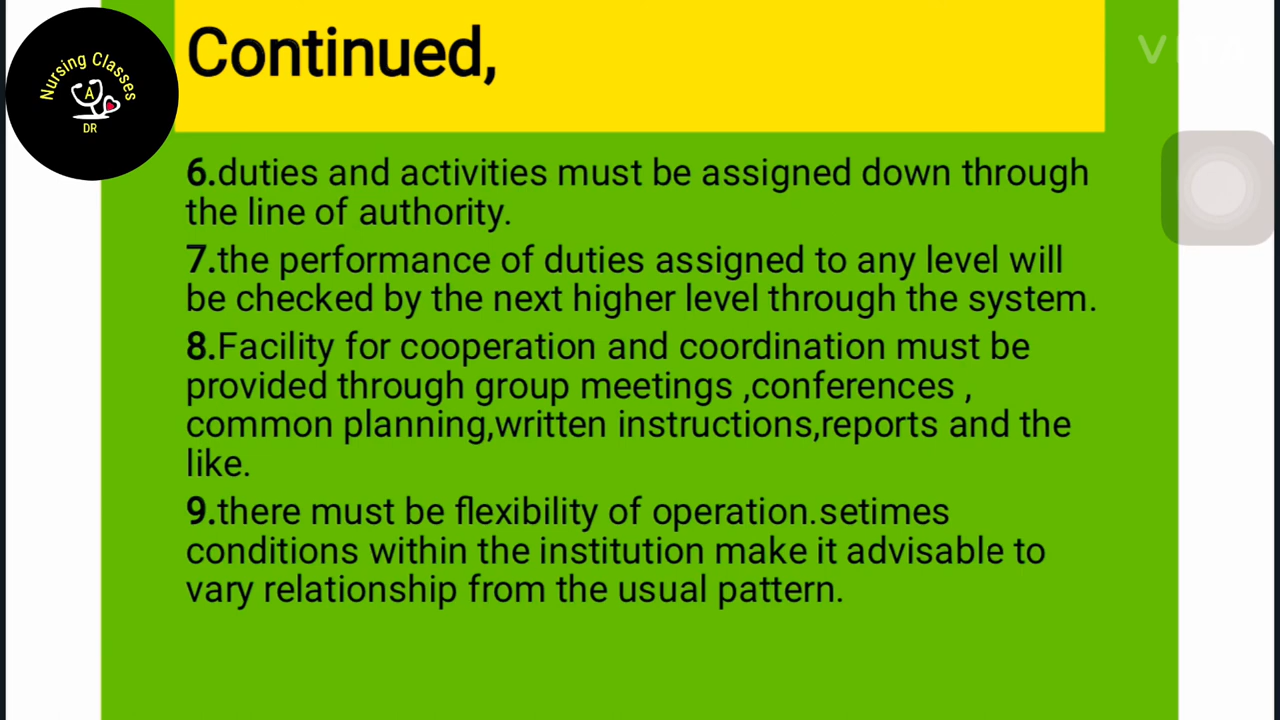 Continued,
Nursing Classes
A
DR
VITA
6.duties and activities must be assigned down through
the line of authority.
7.the performance of duties assigned to any level will
be checked by the next higher level through the system.
8.Facility for cooperation and coordination must be
provided through group meetings ,conferences ,
common planning,written instructions,reports and the
like.
9.there must be flexibility of operation.setimes
conditions within the institution make it advisable to
vary relationship from the usual pattern.